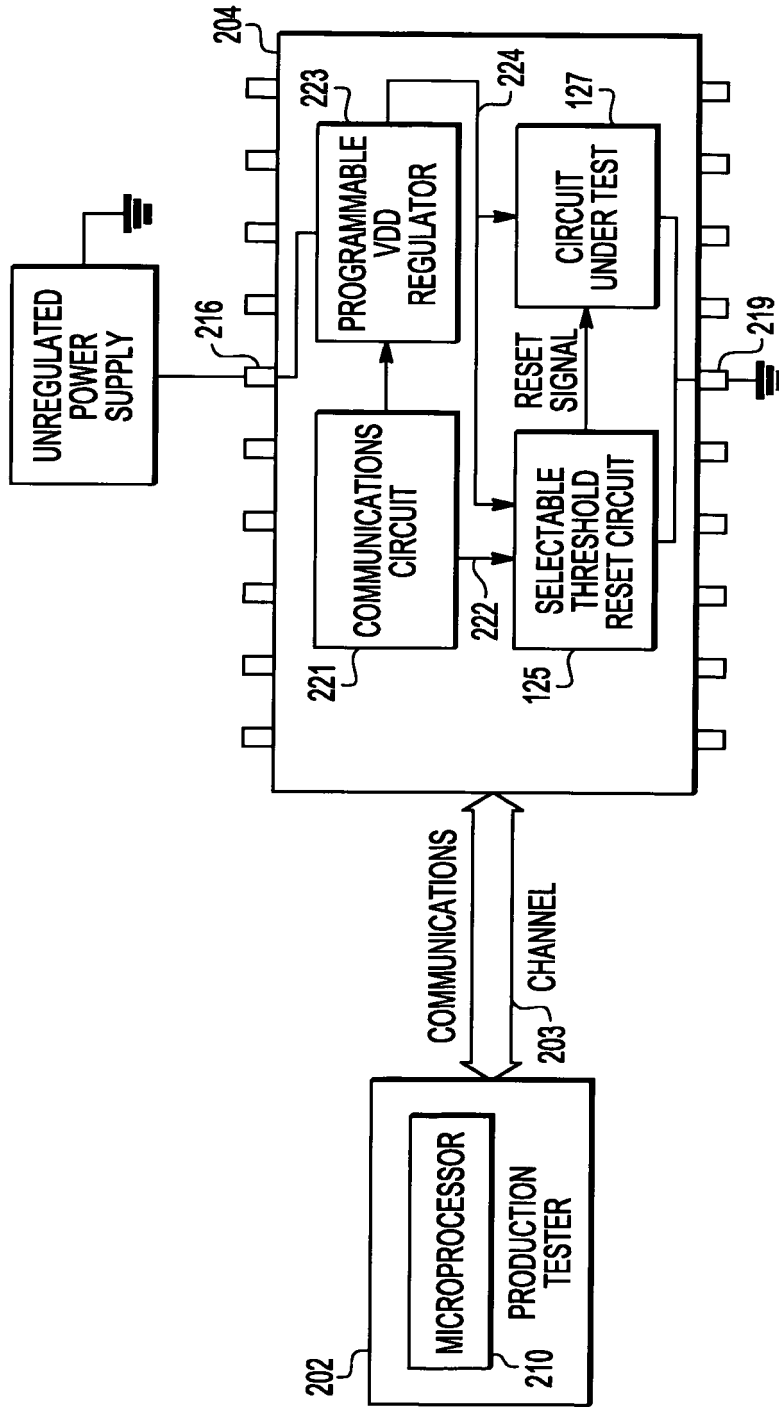 202
MICROPROCESSOR
210
PRODUCTION
TESTER
COMMUNICATIONS
CHANNEL
203
UNREGULATED
POWER
SUPPLY
216
204
221
COMMUNICATIONS
CIRCUIT
223
PROGRAMMABLE
VDD
REGULATOR
222
224
125
SELECTABLE
THRESHOLD
RESET CIRCUIT
RESET
SIGNAL
127
CIRCUIT
UNDER TEST
219